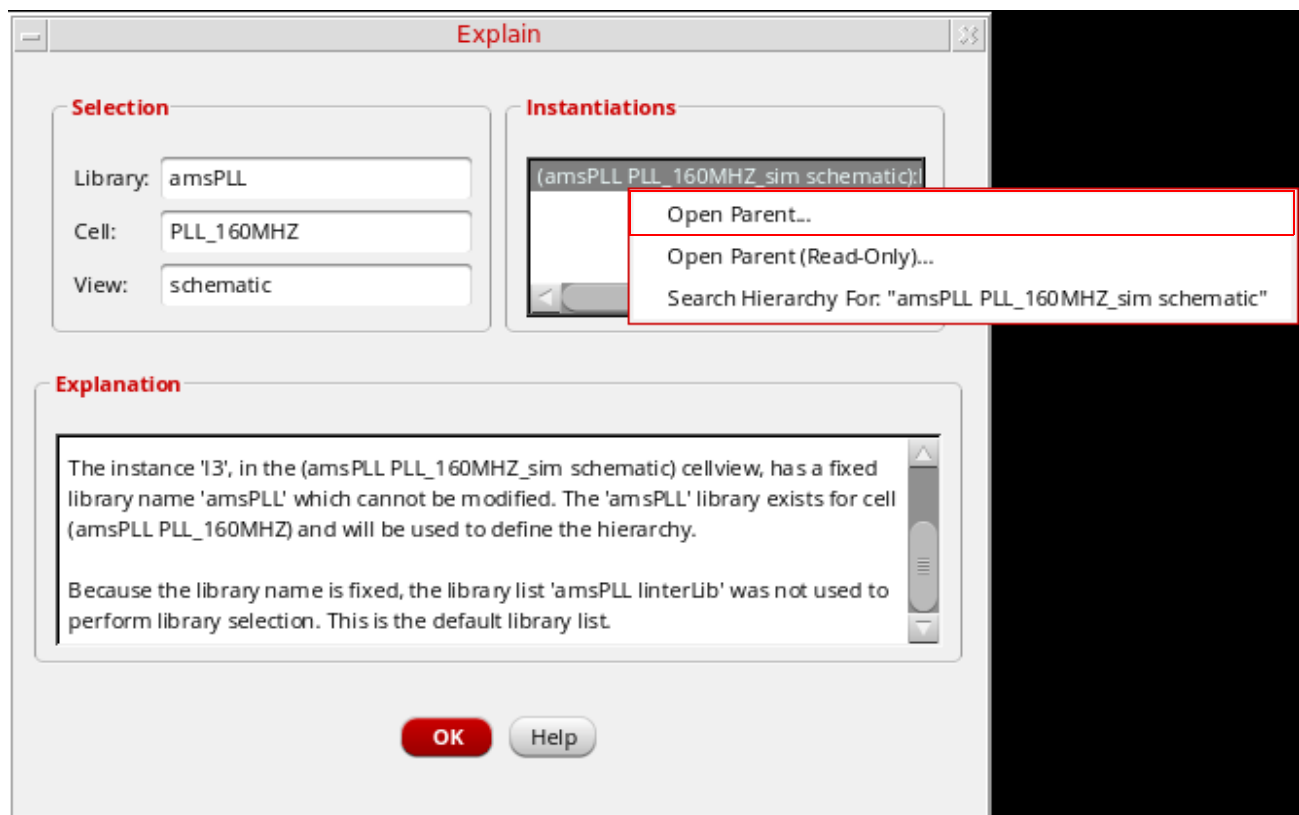 Explain
Selection
Library: amsPLL
Cell: PLL_160MHZ
View: schematic
Instantiations
(amsPLL PLL_160MHZ_sim schematic):I
Open Parent...
Open Parent (Read-Only)...
Search Hierarchy For: "amsPLL PLL_160MHZ_sim schematic"
Explanation
The instance 'I3', in the (amsPLL PLL_160MHZ_sim schematic) cellview, has a fixed
library name 'amsPLL' which cannot be modified. The 'amsPLL' library exists for cell
(amsPLL PLL_160MHZ) and will be used to define the hierarchy.
Because the library name is fixed, the library list 'amsPLL linterLib' was not used to
perform library selection. This is the default library list.
OK
Help